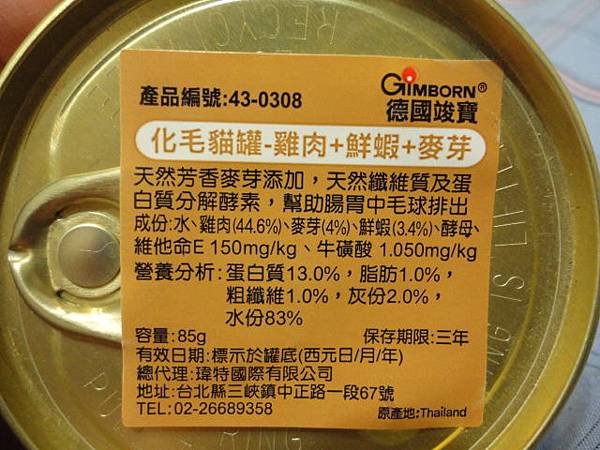 產品編號:43-0308
GIMBORN®
德國竣寶
化毛貓罐-雞肉+鮮蝦+麥芽
天然芳香麥芽添加，天然纖維質及蛋
白質分解酵素，幫助腸胃中毛球排出
成份:水、雞肉(44.6%)、麥芽(4%)、鮮蝦(3.4%)、酵母、
維他命E 150mg/kg、牛磺酸 1.050mg/kg
營養分析:蛋白質13.0%，脂肪1.0%，
粗纖維1.0%，灰份2.0%，
水份83%
容量:85g
保存期限:三年
有效日期:標示於罐底(西元日/月/年)
總代理:瑋特國際有限公司
地址:台北縣三峽鎮中正路一段67號
TEL:02-26689358
原產地:Thailand